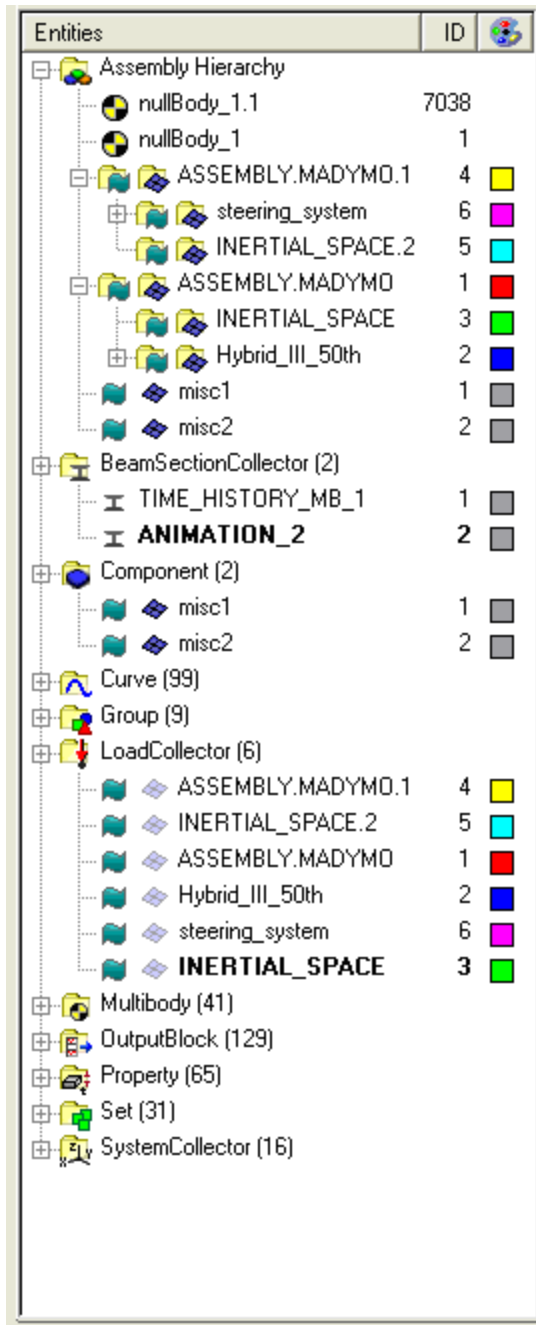 Entities ID
Assembly Hierarchy
nullBody_1.1 7038
nullBody_1 1
ASSEMBLY.MADYMO.1 4
steering_system 6
INERTIAL_SPACE.2 5
ASSEMBLY.MADYMO 1
INERTIAL_SPACE 3
Hybrid_III_50th 2
misc1 1
misc2 2
BeamSectionCollector (2)
TIME_HISTORY_MB_1 1
ANIMATION_2 2
Component (2)
misc1 1
misc2 2
Curve (99)
Group (9)
LoadCollector (6)
ASSEMBLY.MADYMO.1 4
INERTIAL_SPACE.2 5
ASSEMBLY.MADYMO 1
Hybrid_III_50th 2
steering_system 6
INERTIAL_SPACE 3
Multibody (41)
OutputBlock (129)
Property (65)
Set (31)
SystemCollector (16)